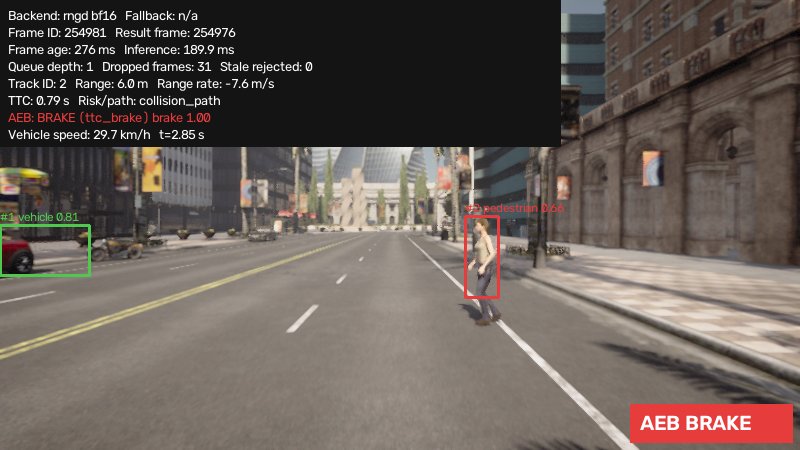 Backend: rngd bf16 Fallback: n/a
Frame ID: 254981 Result frame: 254976
Frame age: 276 ms Inference: 189.9 ms
Queue depth: 1 Dropped frames: 31 Stale rejected: 0
Track ID: 2 Range: 6.0 m Range rate: -7.6 m/s
TTC: 0.79 s Risk/path: collision_path
AEB: BRAKE (ttc_brake) brake 1.00
Vehicle speed: 29.7 km/h t=2.85 s
#2 pedestrian 0.66
#1 vehicle 0.81
AEB BRAKE